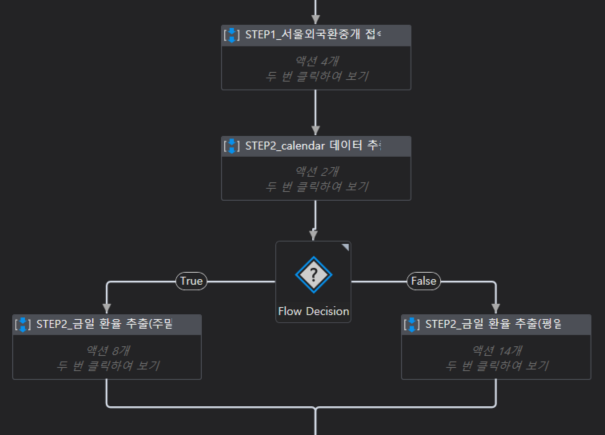 STEP1_서울외국환중개 접속
액션 4개
두 번 클릭하여 보기
STEP2_calendar 데이터 추출
액션 2개
두 번 클릭하여 보기
?
True
False
Flow Decision
STEP2_금일 환율 추출(주말
STEP2_금일 환율 추출(평일
액션 8개
두 번 클릭하여 보기
액션 14개
두 번 클릭하여 보기